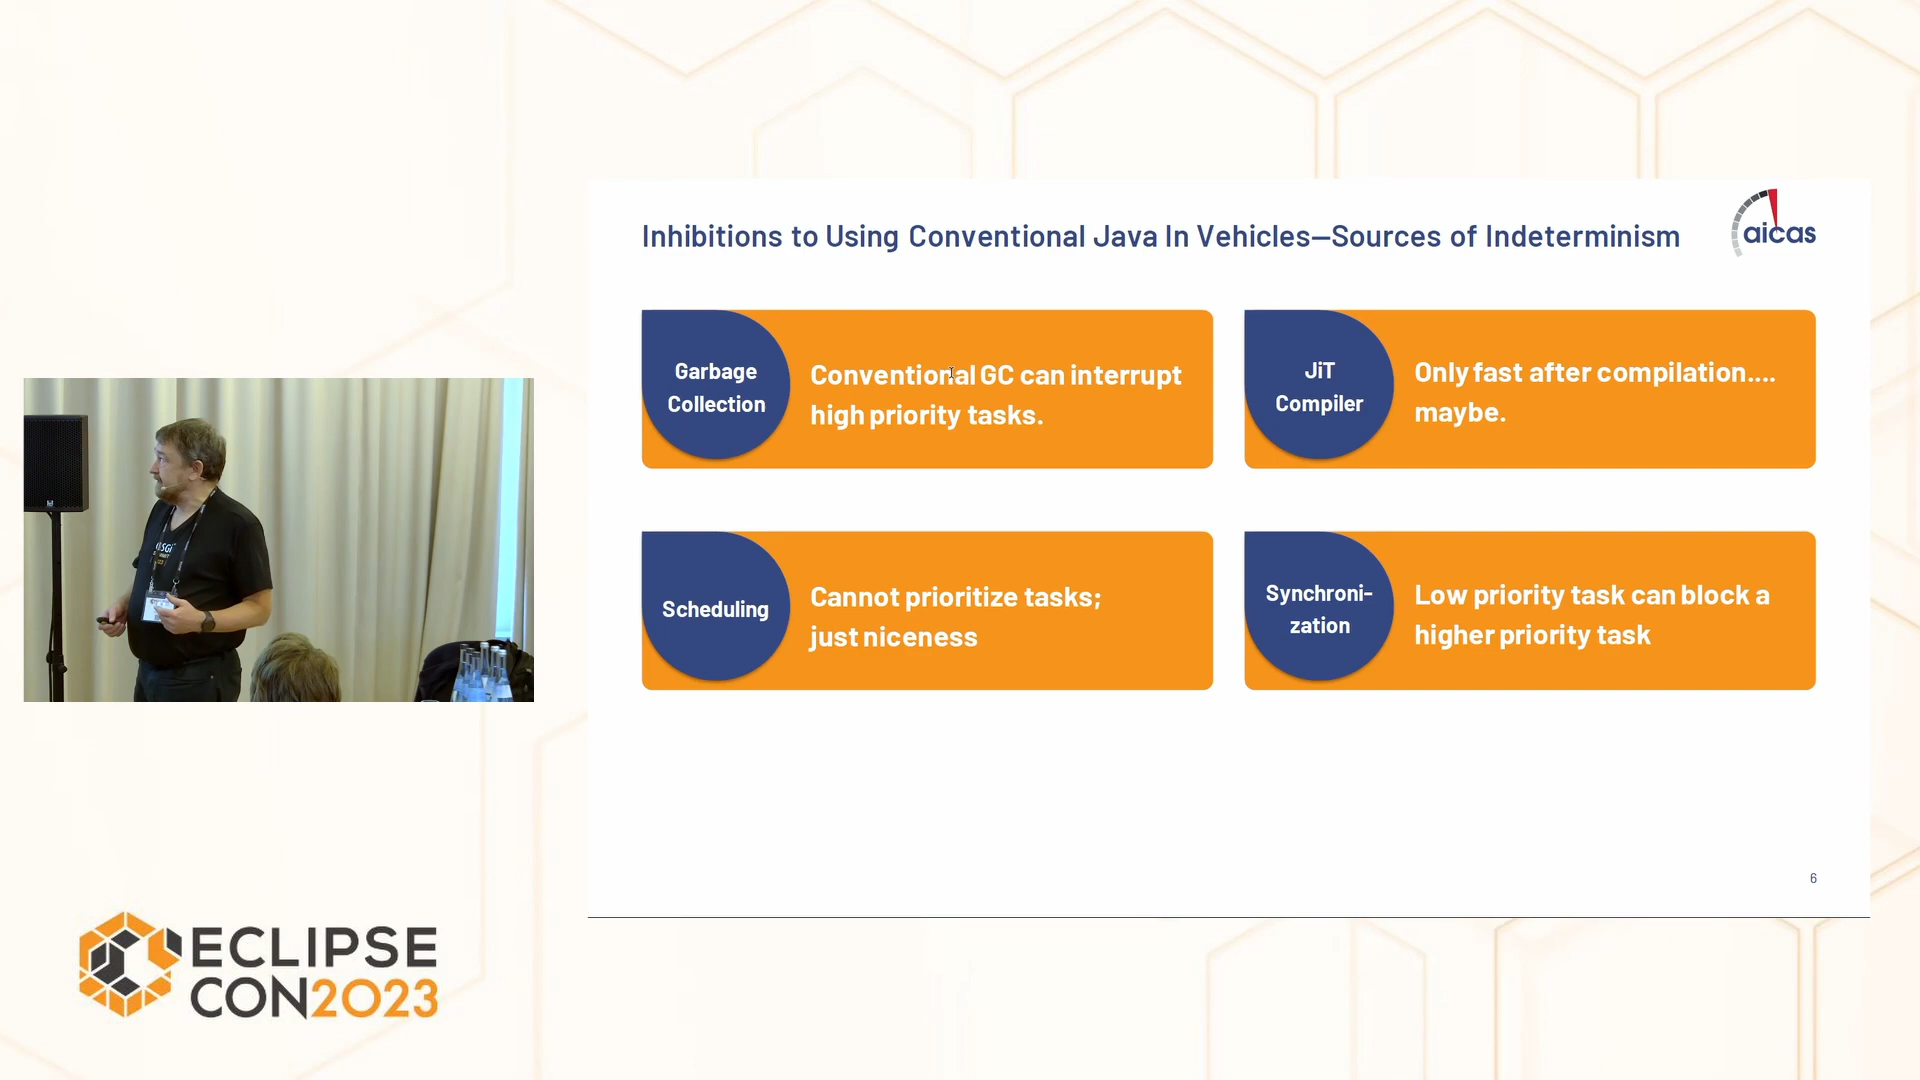 Inhibitions to Using Conventional Java In Vehicles—Sources of Indeterminism
aicas
Garbage
Collection
Conventional GC can interrupt
high priority tasks.
JiT
Compiler
Only fast after compilation....
maybe.
Scheduling
Cannot prioritize tasks;
just niceness
Synchroni-
zation
Low priority task can block a
higher priority task
6
ECLIPSE
CON2023